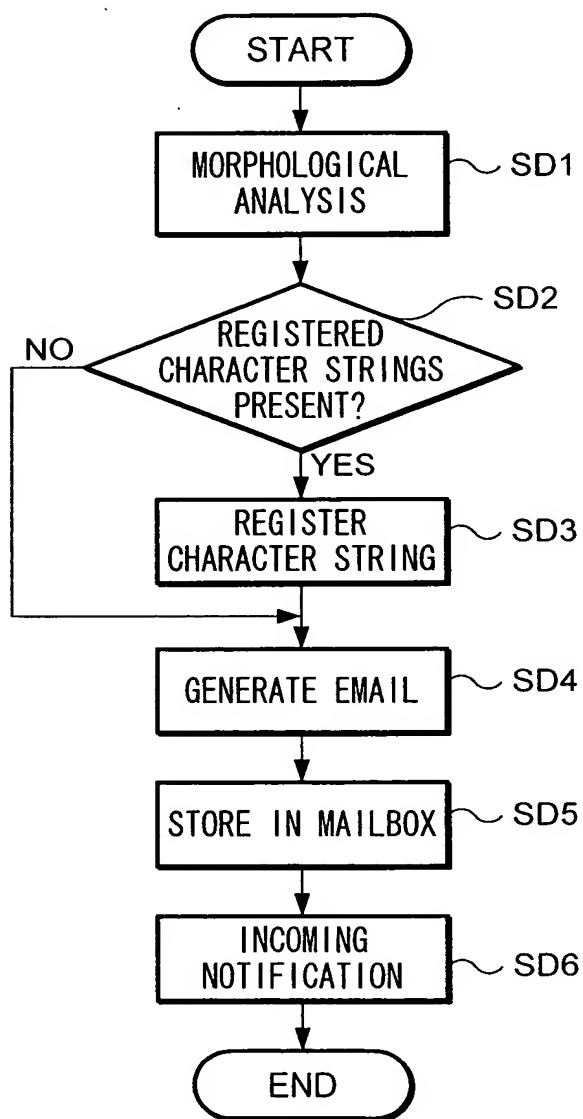 START
MORPHOLOGICAL
ANALYSIS
SD1
SD2
REGISTERED
CHARACTER STRINGS
PRESENT?
NO
YES
REGISTER
CHARACTER STRING
SD3
GENERATE EMAIL
SD4
STORE IN MAILBOX
SD5
INCOMING
NOTIFICATION
SD6
END